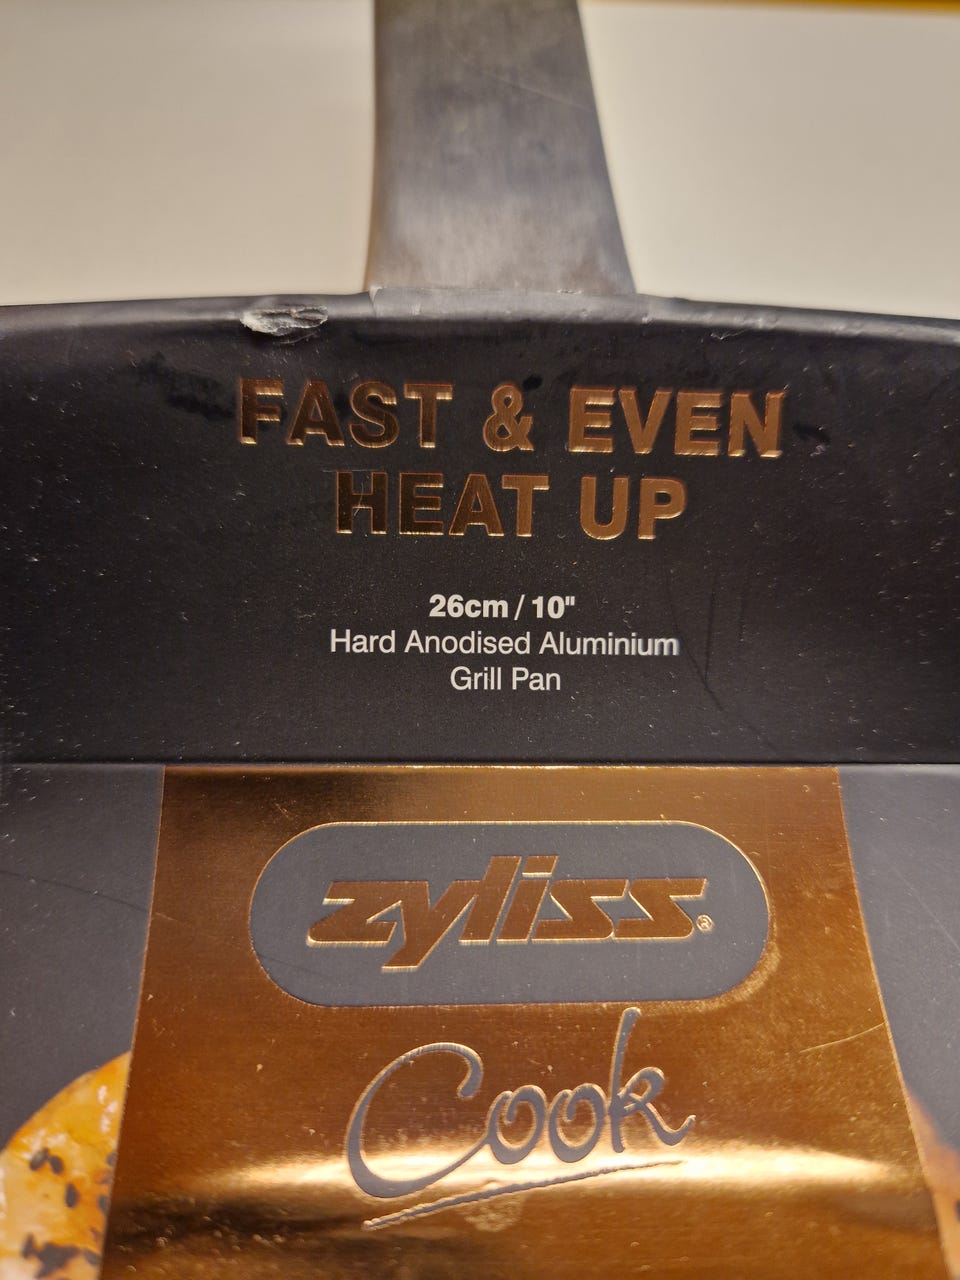 FAST & EVEN
HEAT UP
26cm / 10"
Hard Anodised Aluminium
Grill Pan
zyliss®
Cook